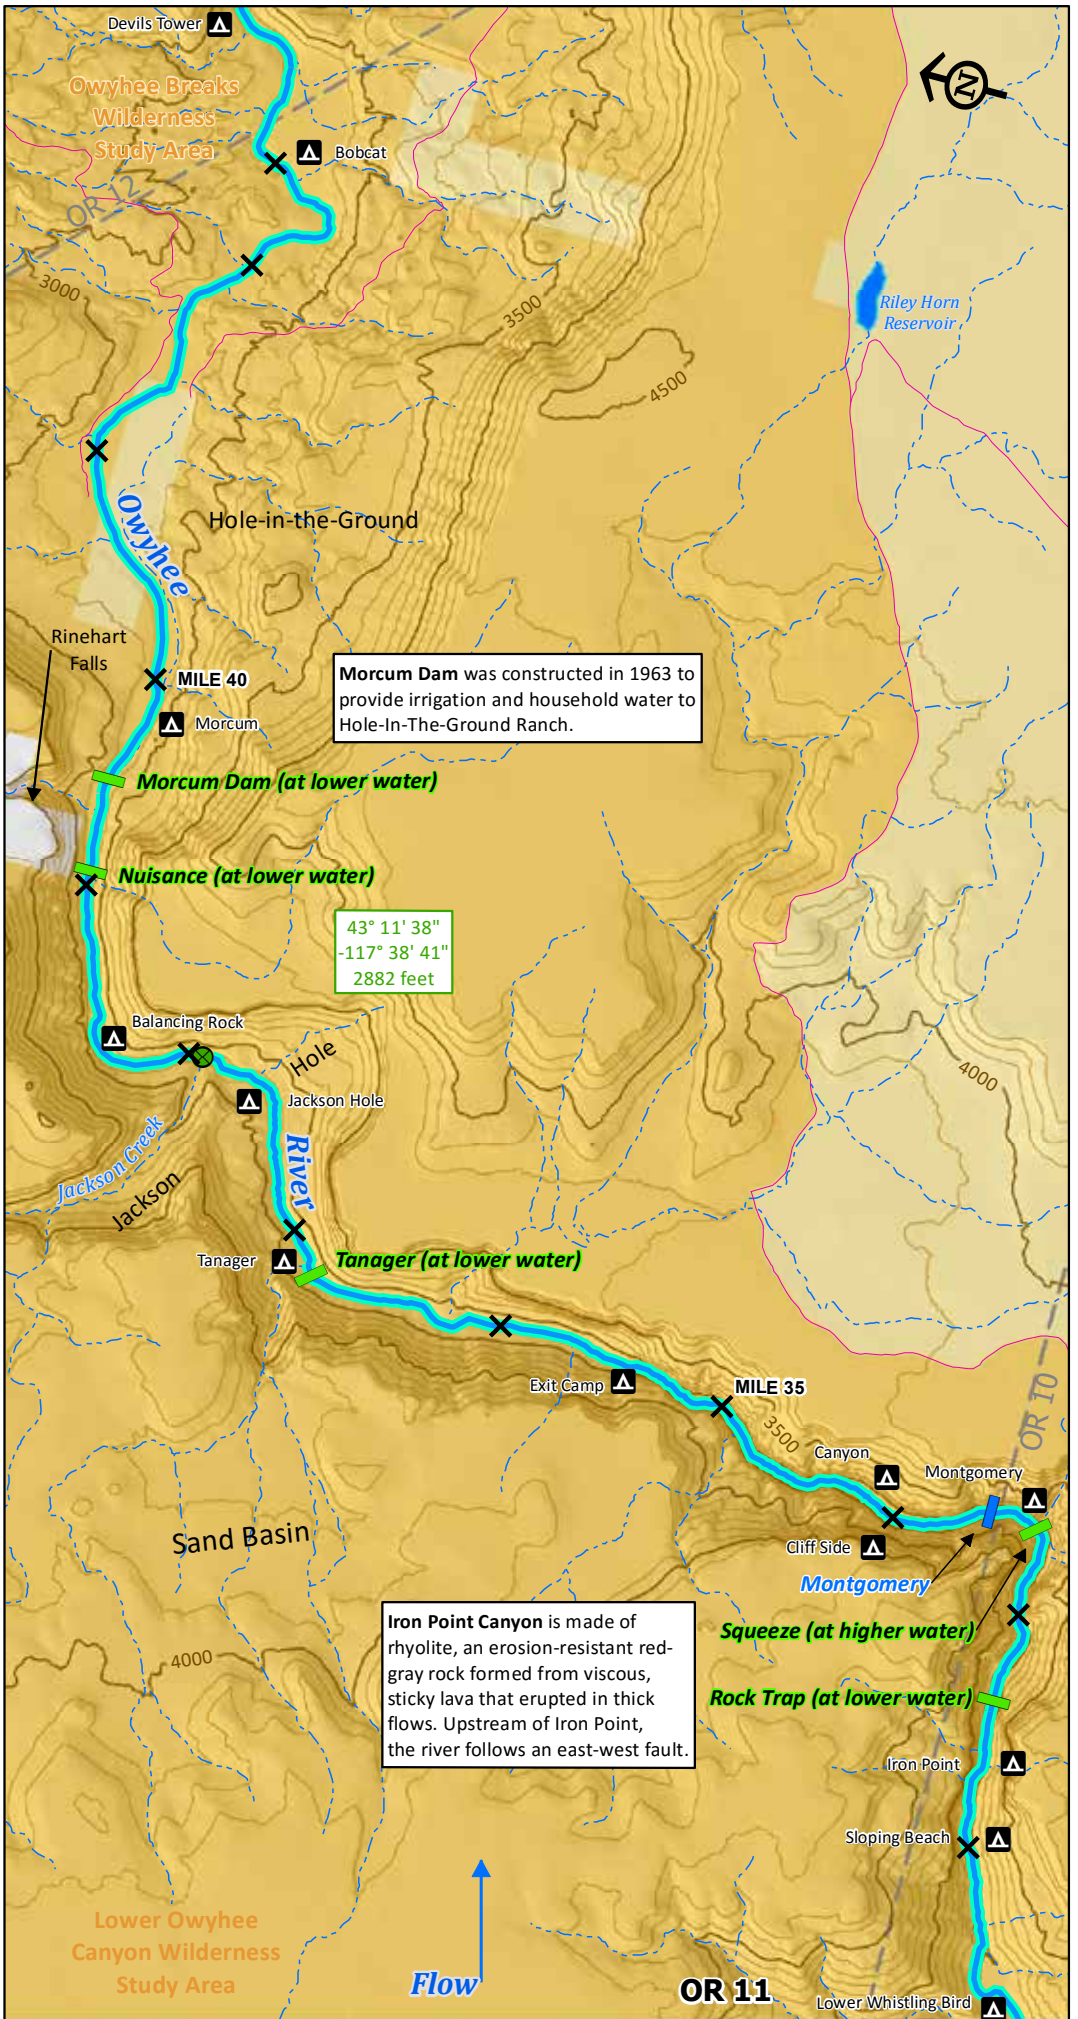 Devils Tower
Owyhee Breaks
Wilderness
Study Area
N
Bobcat
OR 12
3000
3500
Riley Horn
Reservoir
4500
Owyhee
Hole-in-the-Ground
Rinehart
Falls
MILE 40
Morcum
Morcum Dam was constructed in 1963 to
provide irrigation and household water to
Hole-In-The-Ground Ranch.
Morcum Dam (at lower water)
Nuisance (at lower water)
43° 11' 38"
-117° 38' 41"
2882 feet
Balancing Rock
Hole
4000
Jackson Hole
Jackson Creek
Jackson
River
Tanager
Tanager (at lower water)
Exit Camp
MILE 35
OR 10
3500
Canyon
Montgomery
Sand Basin
Cliff Side
Montgomery
Iron Point Canyon is made of
rhyolite, an erosion-resistant red-
gray rock formed from viscous,
sticky lava that erupted in thick
flows. Upstream of Iron Point,
the river follows an east-west fault.
Squeeze (at higher water)
4000
Rock Trap (at lower water)
Iron Point
Sloping Beach
Lower Owyhee
Canyon Wilderness
Study Area
Flow
OR 11
Lower Whistling Bird